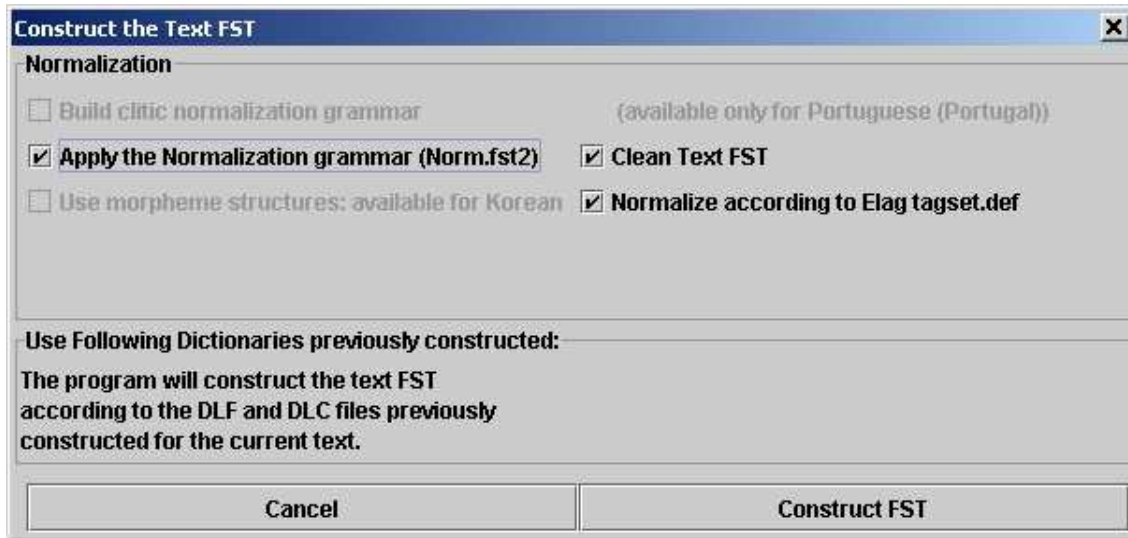 Construct the Text FST
Normalization
Build clitic normalization grammar (available only for Portuguese (Portugal))
Apply the Normalization grammar (Norm.fst2) Clean Text FST
Use morpheme structures: available for Korean Normalize according to Elag tagset.def
Use Following Dictionaries previously constructed:
The program will construct the text FST
according to the DLF and DLC files previously
constructed for the current text.
Cancel Construct FST